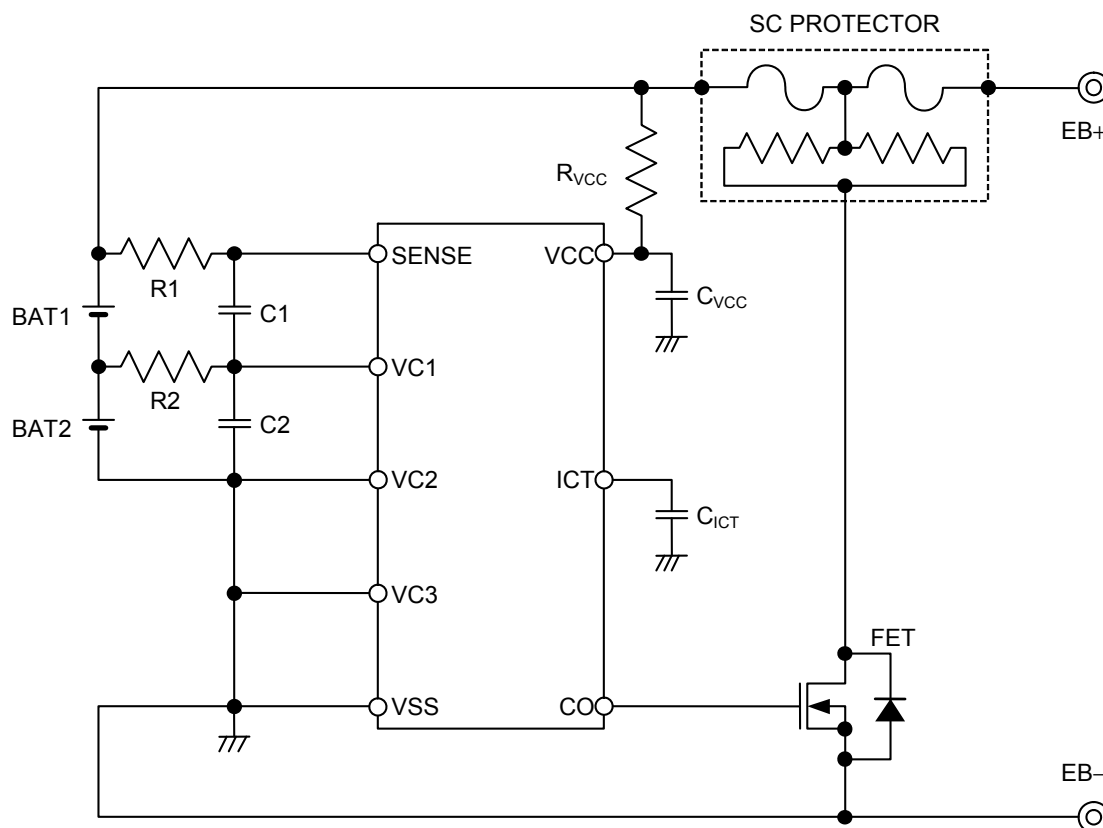 SC PROTECTOR
EB+
RVCC
SENSE
VCC
R1
C1
CVCC
BAT1
VC1
R2
C2
BAT2
VC2
ICT
CICT
VC3
FET
VSS
CO
EB−